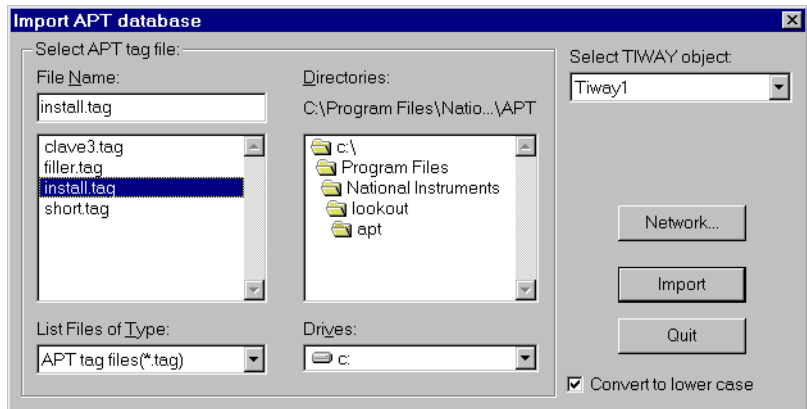 Import APT database
Select APT tag file:
File Name:
install.tag
clave3.tag
filler.tag
install.tag
short.tag
List Files of Type:
APT tag files(*.tag)
Directories:
C:\Program Files\Natio...\APT
c:\
Program Files
National Instruments
lookout
apt
Drives:
c:
Select TIWAY object:
Tiway1
Network...
Import
Quit
Convert to lower case